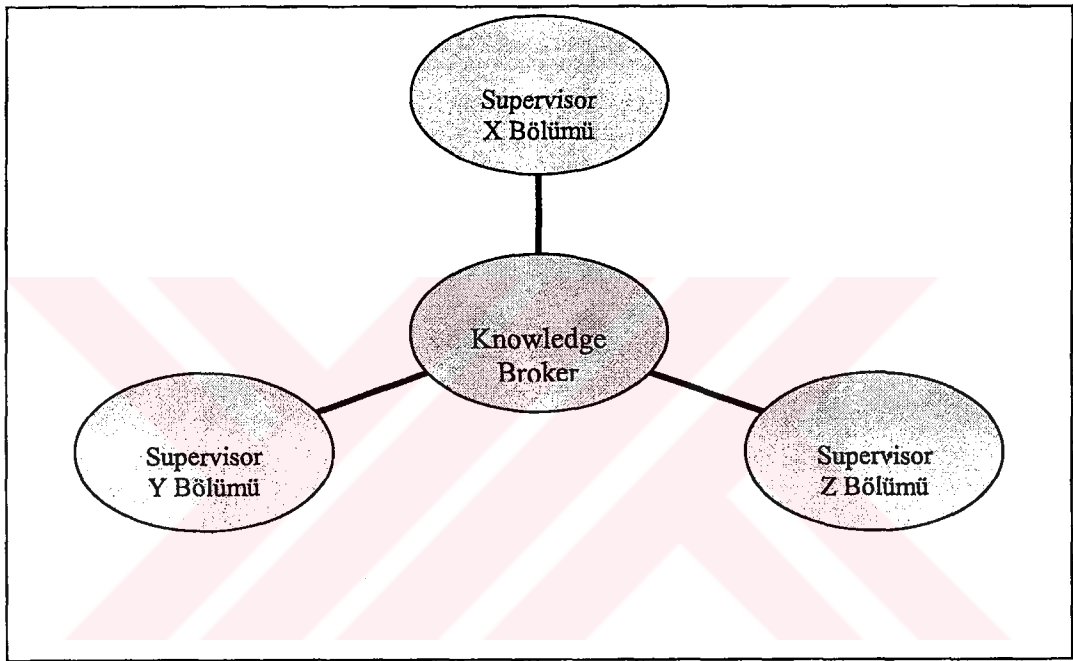 Supervisor
X Bölümü
Knowledge
Broker
Supervisor
Y Bölümü
Supervisor
Z Bölümü